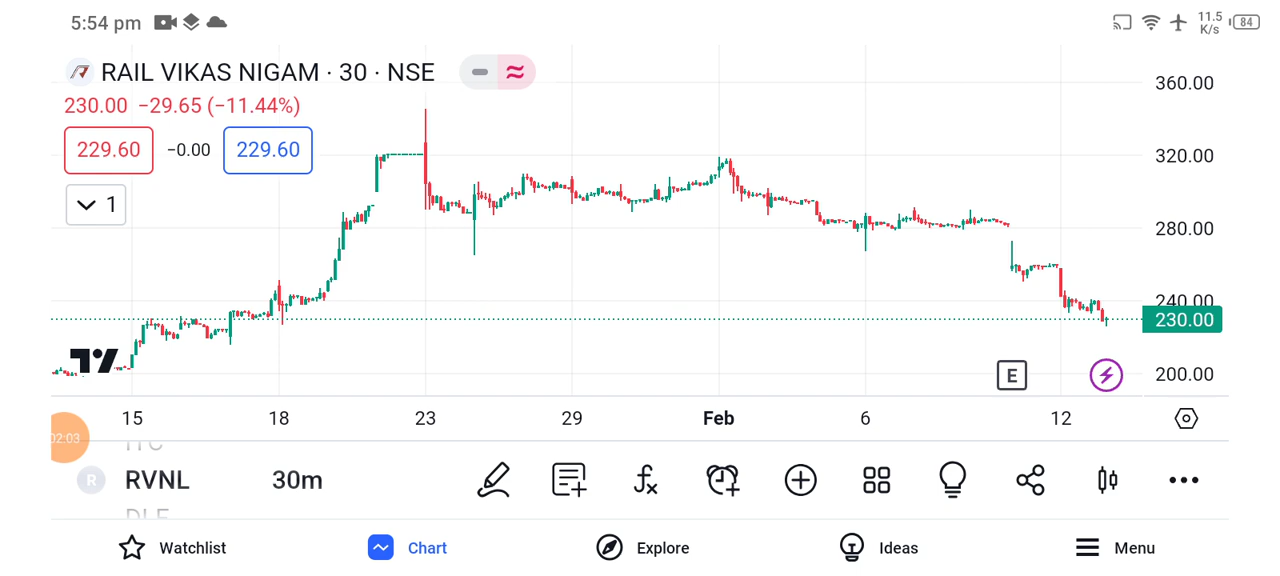 5:54 pm 11.5 K/s 84
RAIL VIKAS NIGAM · 30 · NSE
230.00 −29.65 (−11.44%)
229.60 −0.00 229.60
1
360.00
320.00
280.00
240.00
230.00
200.00
E
15 18 23 29 Feb 6 12
02:03
ITC
R RVNL 30m
DLF
Watchlist Chart Explore Ideas Menu